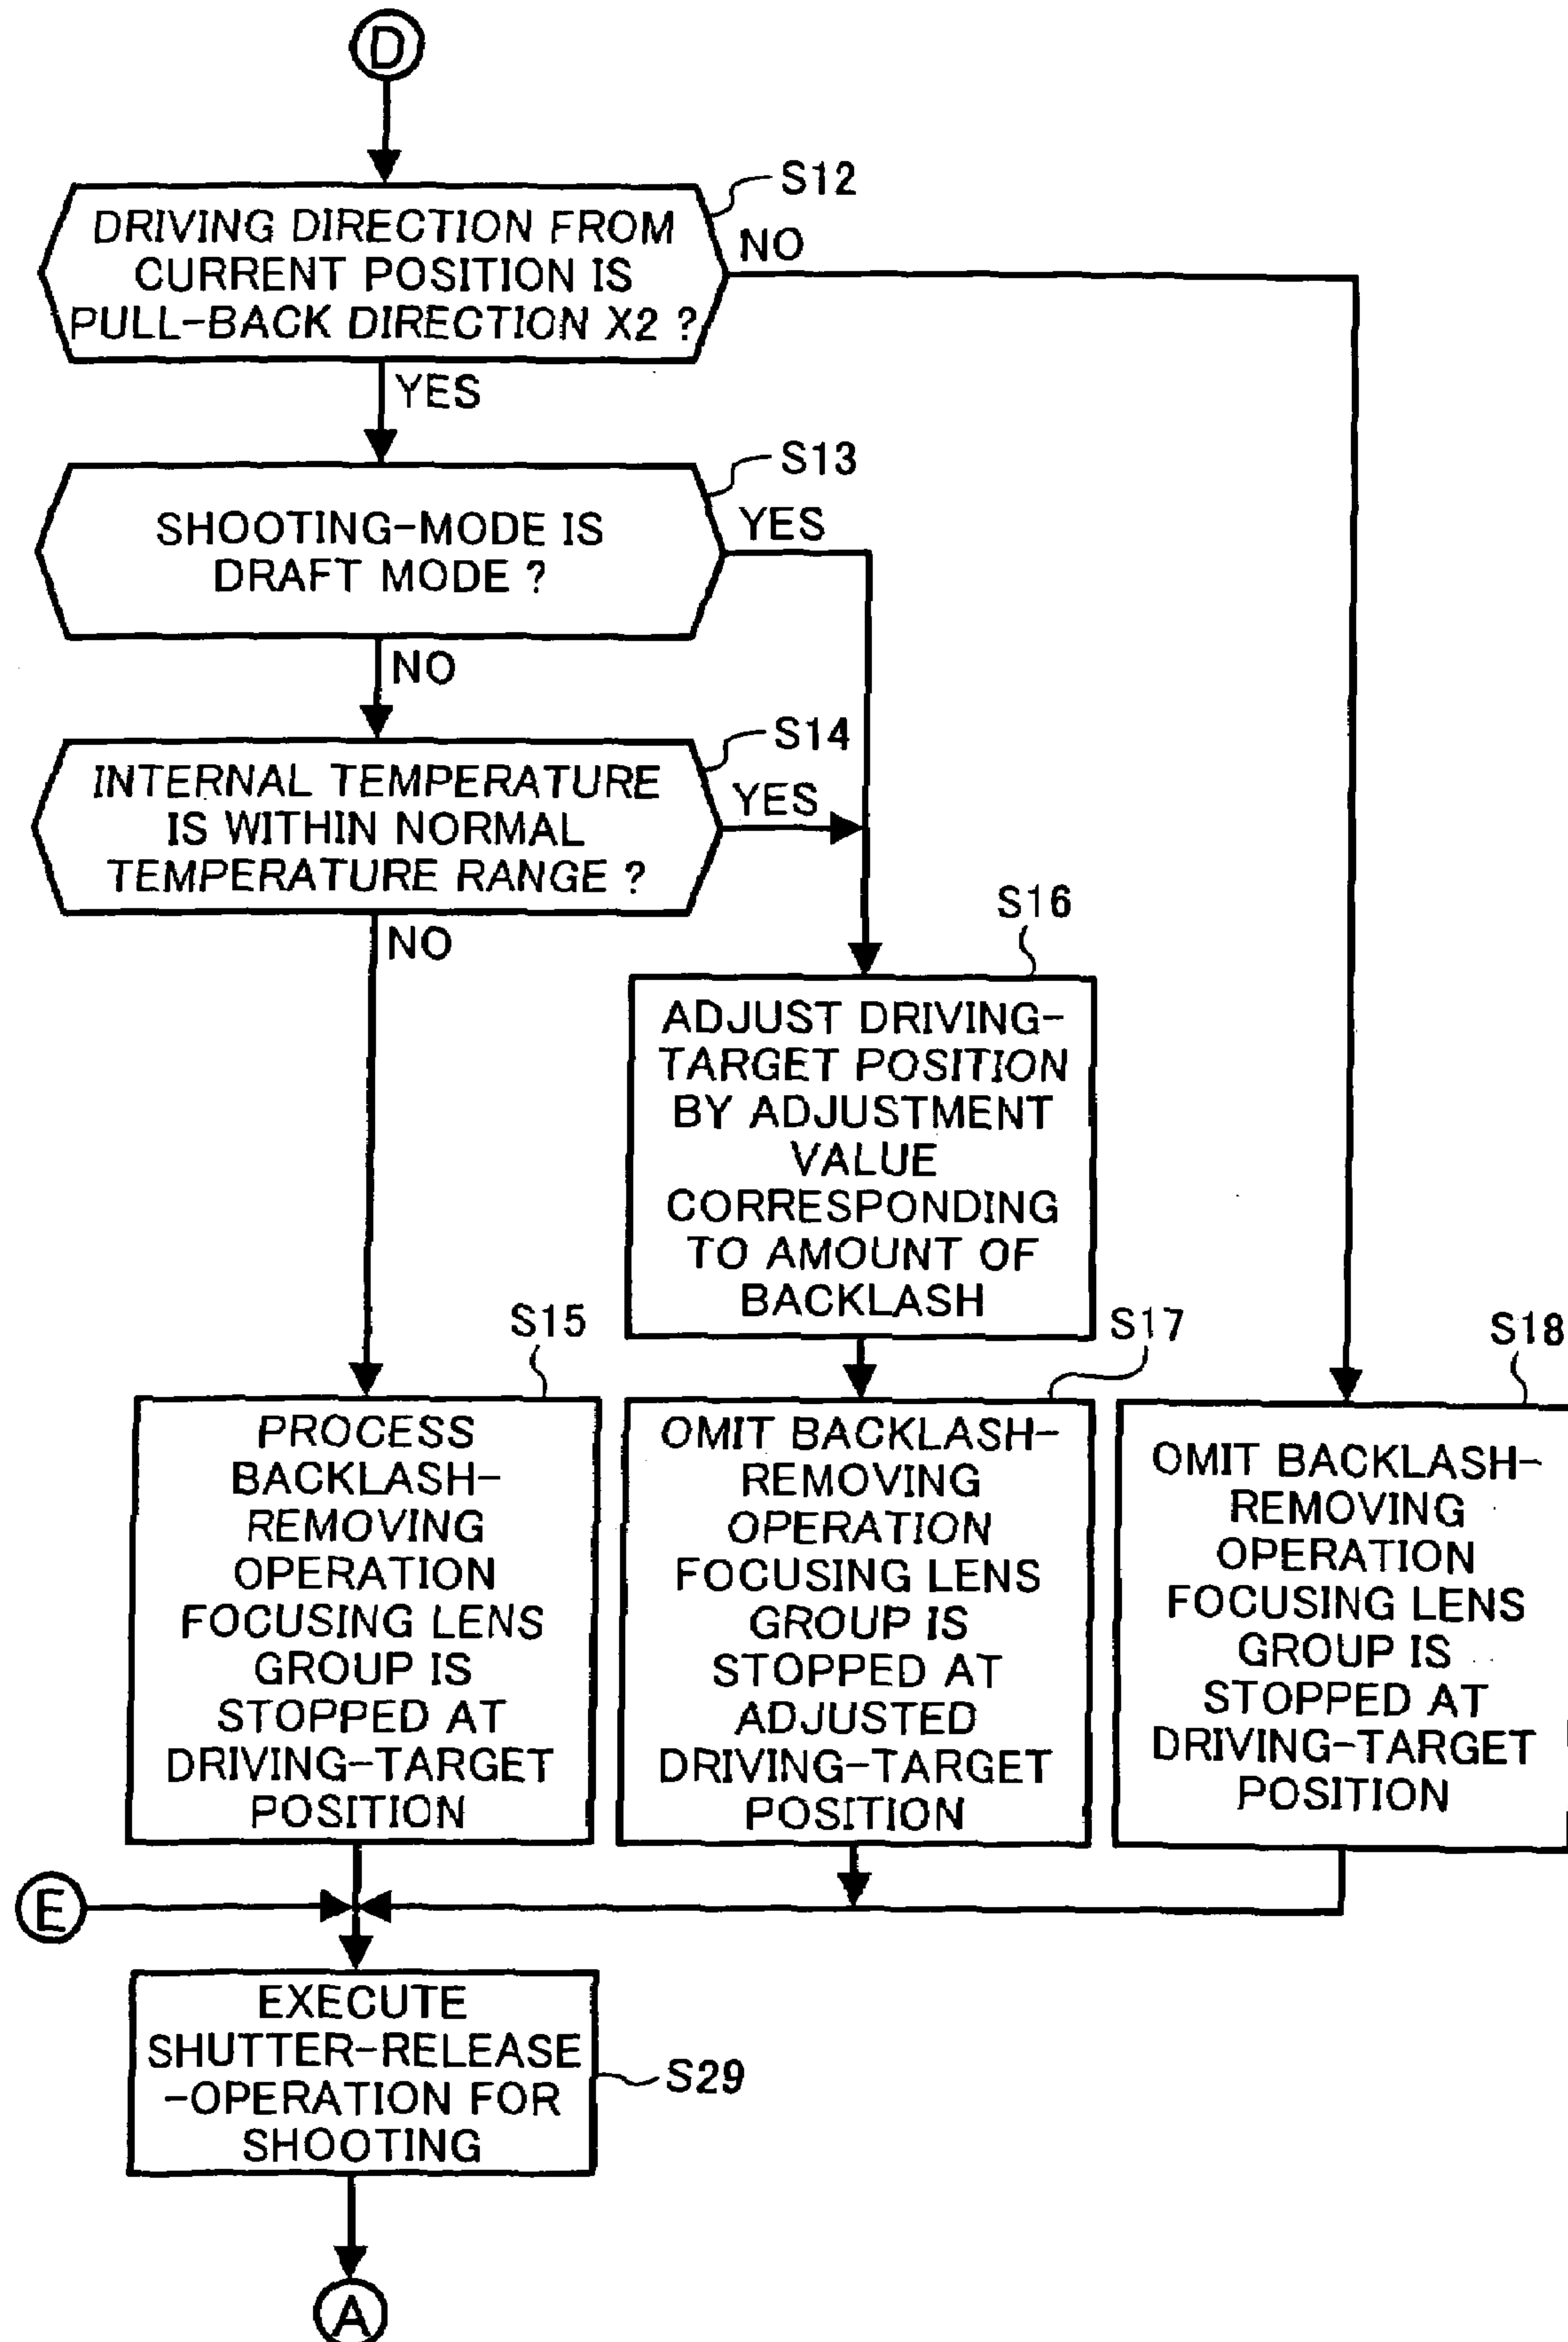 D
S12
DRIVING DIRECTION FROM
CURRENT POSITION IS
PULL-BACK DIRECTION X2 ?
NO
YES
S13
SHOOTING-MODE IS
DRAFT MODE ?
YES
NO
S14
INTERNAL TEMPERATURE
IS WITHIN NORMAL
TEMPERATURE RANGE ?
YES
NO
S16
ADJUST DRIVING-
TARGET POSITION
BY ADJUSTMENT
VALUE
CORRESPONDING
TO AMOUNT OF
BACKLASH
S15
PROCESS
BACKLASH-
REMOVING
OPERATION
FOCUSING LENS
GROUP IS
STOPPED AT
DRIVING-TARGET
POSITION
S17
OMIT BACKLASH-
REMOVING
OPERATION
FOCUSING LENS
GROUP IS
STOPPED AT
ADJUSTED
DRIVING-TARGET
POSITION
S18
OMIT BACKLASH-
REMOVING
OPERATION
FOCUSING LENS
GROUP IS
STOPPED AT
DRIVING-TARGET
POSITION
E
EXECUTE
SHUTTER-RELEASE
-OPERATION FOR
SHOOTING
S29
A